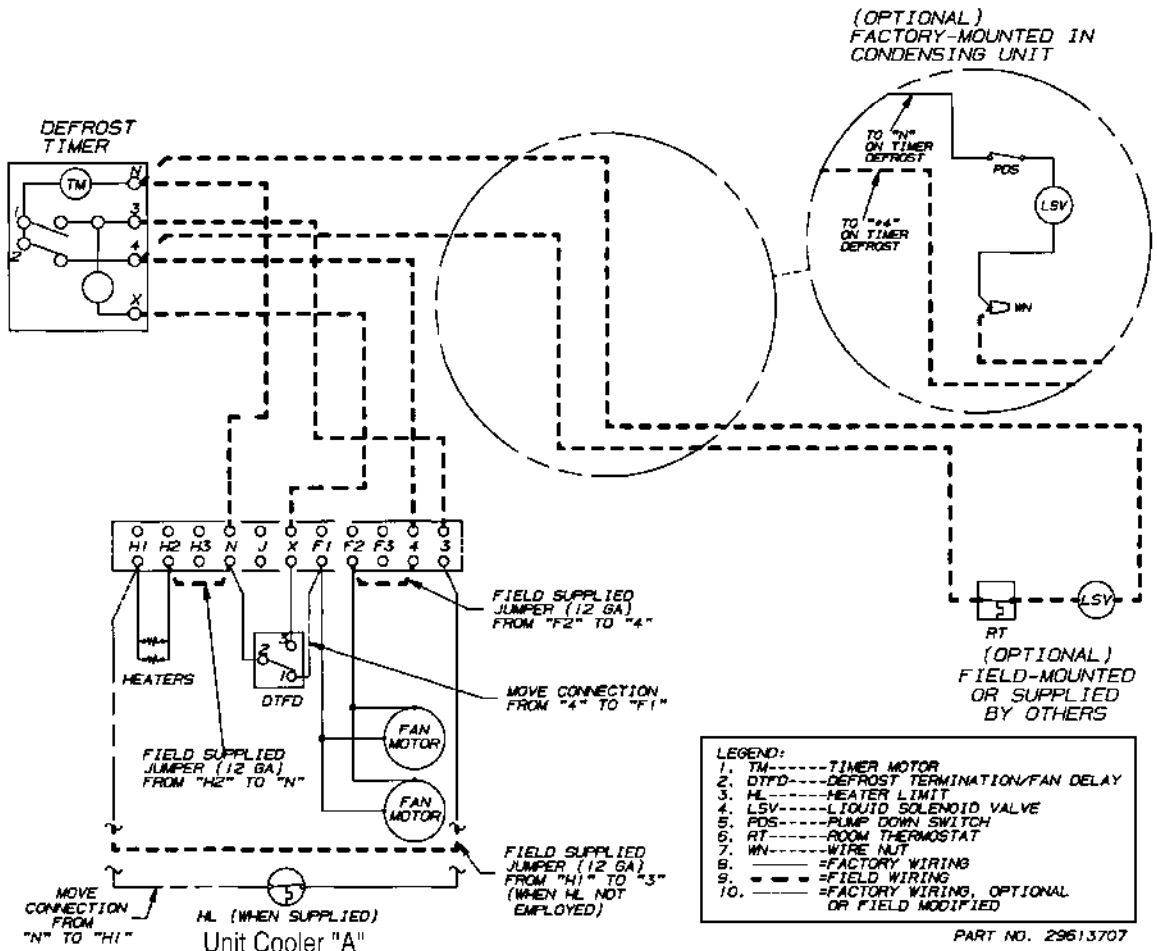 (OPTIONAL)
FACTORY-MOUNTED IN
CONDENSING UNIT
TO "N"
ON TIMER
DEFROST
PDS
LSV
TO "*4"
ON TIMER
DEFROST
WN
DEFROST
TIMER
TM
N
1
3
2
4
X
H1 H2 H3 N J X F1 F2 F3 4 3
FIELD SUPPLIED
JUMPER (12 GA)
FROM "F2" TO "4"
3
2
1
HEATERS
DTFD
MOVE CONNECTION
FROM "4" TO "F1"
FIELD SUPPLIED
JUMPER (12 GA)
FROM "H2" TO "N"
FAN
MOTOR
FAN
MOTOR
RT
LSV
(OPTIONAL)
FIELD-MOUNTED
OR SUPPLIED
BY OTHERS
FIELD SUPPLIED
JUMPER (12 GA)
FROM "H1" TO "3"
(WHEN HL NOT
EMPLOYED)
MOVE
CONNECTION
FROM
"N" TO "H1"
HL (WHEN SUPPLIED)
Unit Cooler "A"
LEGEND:
1. TM------TIMER MOTOR
2. DTFD----DEFROST TERMINATION/FAN DELAY
3. HL------HEATER LIMIT
4. LSV-----LIQUID SOLENOID VALVE
5. PDS-----PUMP DOWN SWITCH
6. RT------ROOM THERMOSTAT
7. WN------WIRE NUT
8. ——— =FACTORY WIRING
9. - - - =FIELD WIRING
10. —-— =FACTORY WIRING, OPTIONAL
OR FIELD MODIFIED
PART NO. 29613707